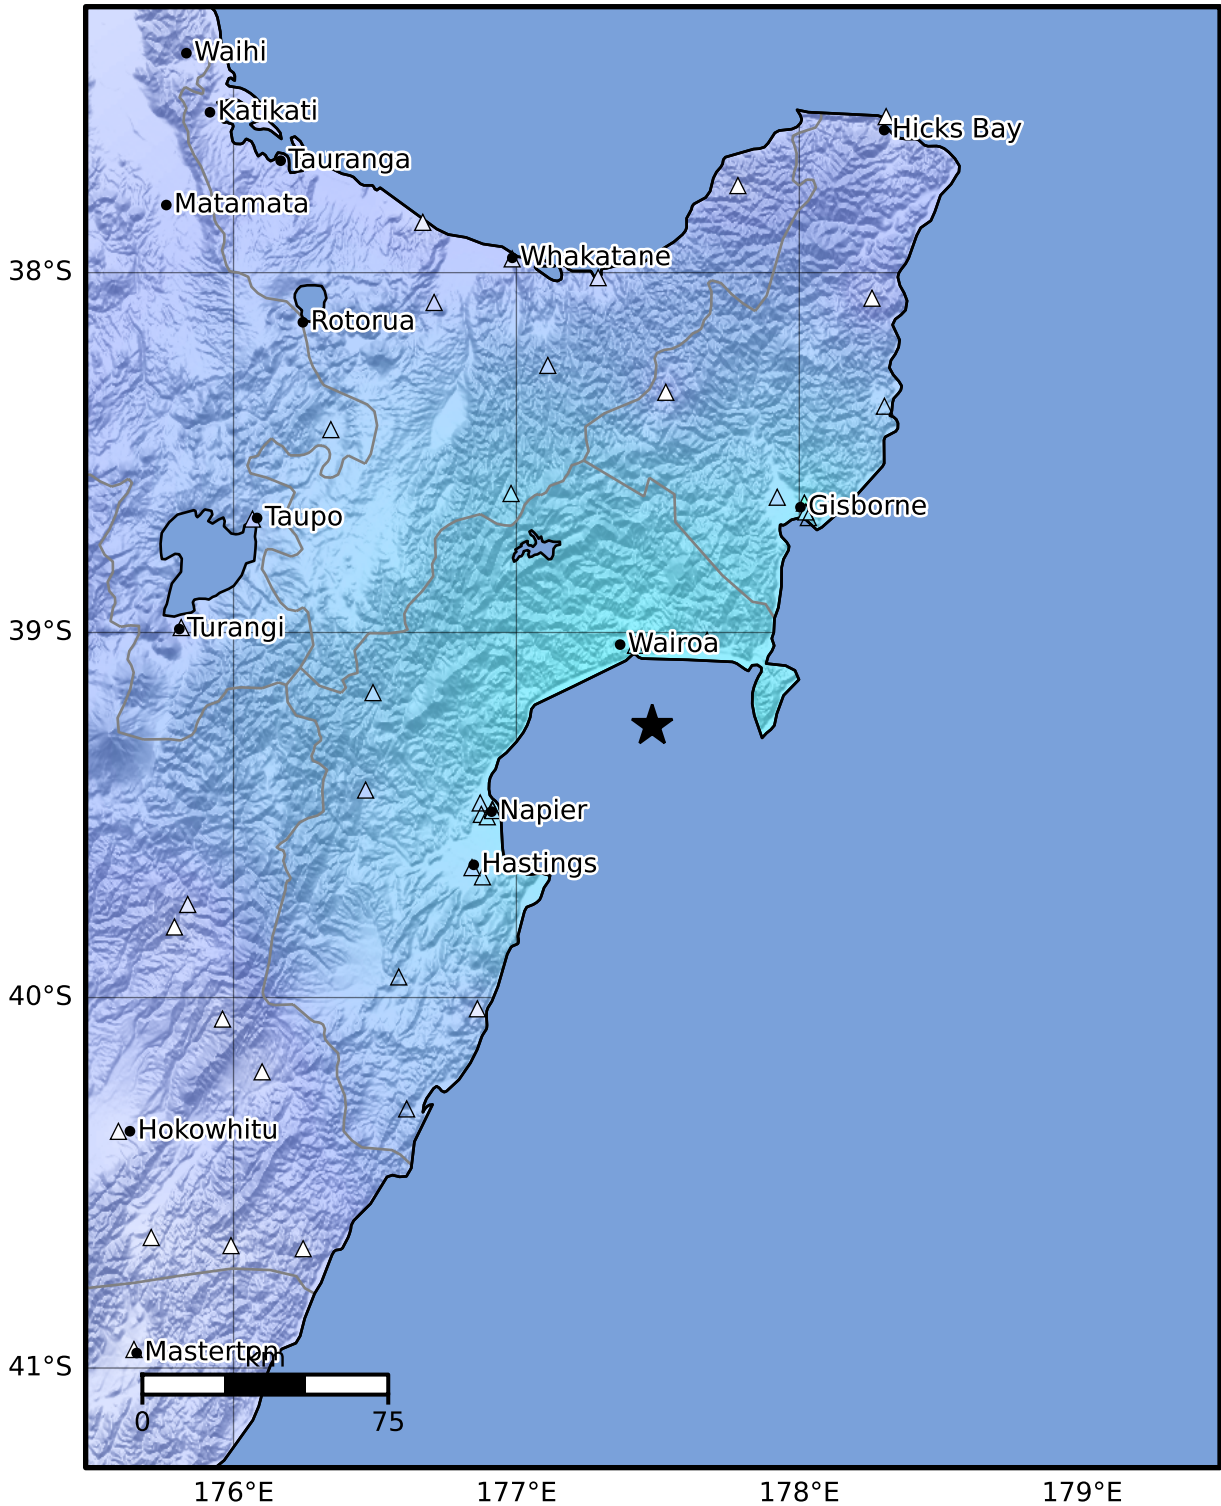 Waihi
Katikati
Hicks Bay
Tauranga
Matamata
Whakatane
38°S
Rotorua
Gisborne
Taupo
Turangi
39°S
Wairoa
Napier
Hastings
40°S
Hokowhitu
Masterton
km
41°S
0 75
176°E 177°E 178°E 179°E